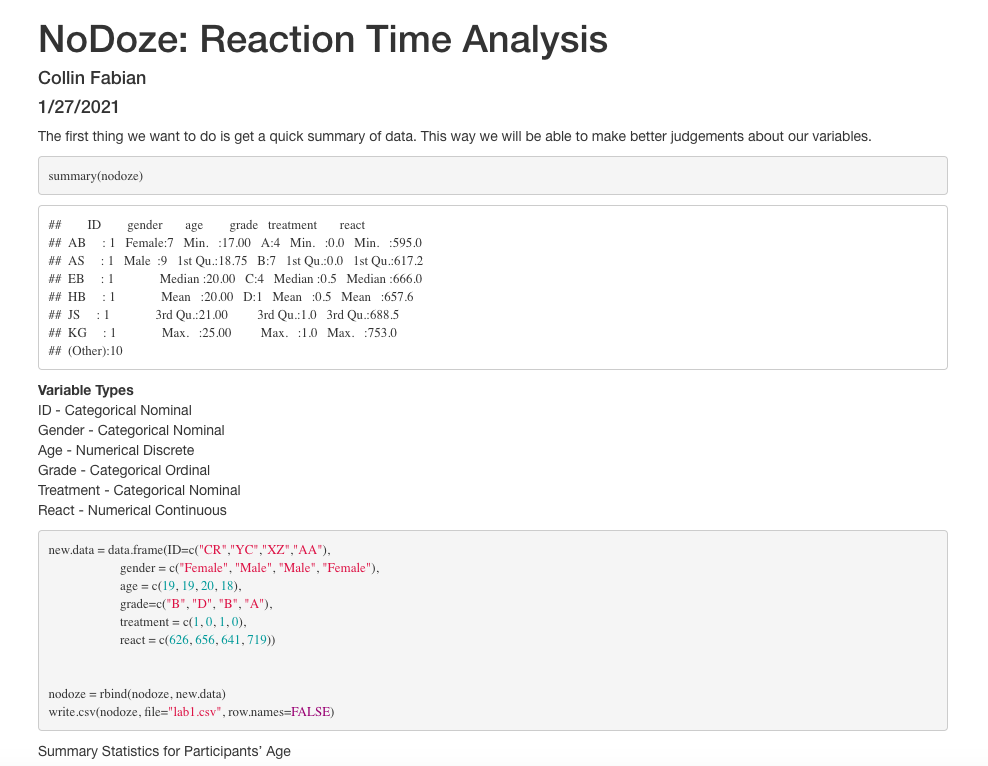 NoDoze: Reaction Time Analysis
Collin Fabian
1/27/2021
The first thing we want to do is get a quick summary of data. This way we will be able to make better judgements about our variables.
summary(nodoze)
##       ID       gender      age       grade   treatment      react
## AB    : 1   Female:7   Min.   :17.00   A:4   Min.   :0.0   Min.   :595.0
## AS    : 1   Male  :9   1st Qu.:18.75   B:7   1st Qu.:0.0   1st Qu.:617.2
## EB    : 1              Median :20.00   C:4   Median :0.5   Median :666.0
## HB    : 1              Mean   :20.00   D:1   Mean   :0.5   Mean   :657.6
## JS    : 1              3rd Qu.:21.00         3rd Qu.:1.0   3rd Qu.:688.5
## KG    : 1              Max.   :25.00         Max.   :1.0   Max.   :753.0
## (Other):10
Variable Types
ID - Categorical Nominal
Gender - Categorical Nominal
Age - Numerical Discrete
Grade - Categorical Ordinal
Treatment - Categorical Nominal
React - Numerical Continuous
new.data = data.frame(ID=c("CR","YC","XZ","AA"),
gender = c("Female", "Male", "Male", "Female"),
age = c(19, 19, 20, 18),
grade=c("B", "D", "B", "A"),
treatment = c(1, 0, 1, 0),
react = c(626, 656, 641, 719))
nodoze = rbind(nodoze, new.data)
write.csv(nodoze, file="lab1.csv", row.names=FALSE)
Summary Statistics for Participants’ Age